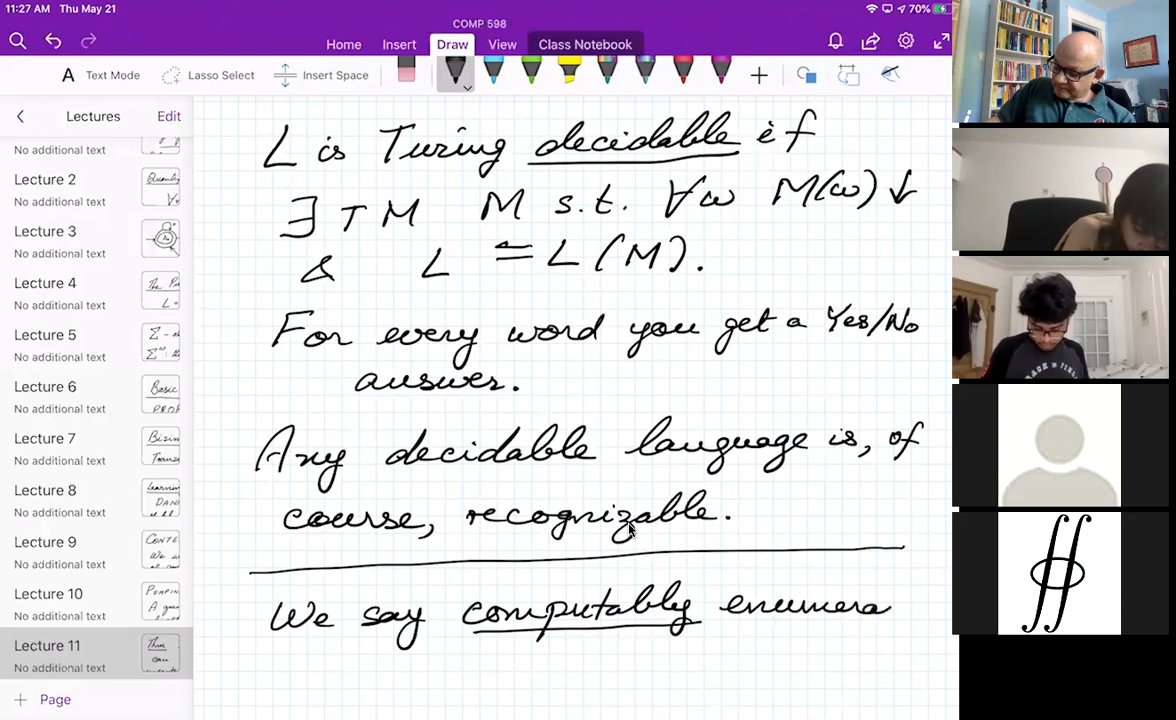 11:27 AM Thu May 21
70%
COMP 598
Home Insert Draw View Class Notebook
A Text Mode Lasso Select Insert Space
Lectures Edit
No additional text
Lecture 2
No additional text
Lecture 3
No additional text
Lecture 4
No additional text
Lecture 5
No additional text
Lecture 6
No additional text
Lecture 7
No additional text
Lecture 8
No additional text
Lecture 9
No additional text
Lecture 10
No additional text
Lecture 11
No additional text
+ Page
L is Turing decidable if
∃ TM M s.t. ∀w M(w) ↓
& L = L(M).
For every word you get a Yes/No
answer.
Any decidable language is, of
course, recognizable.
We say computably enumera